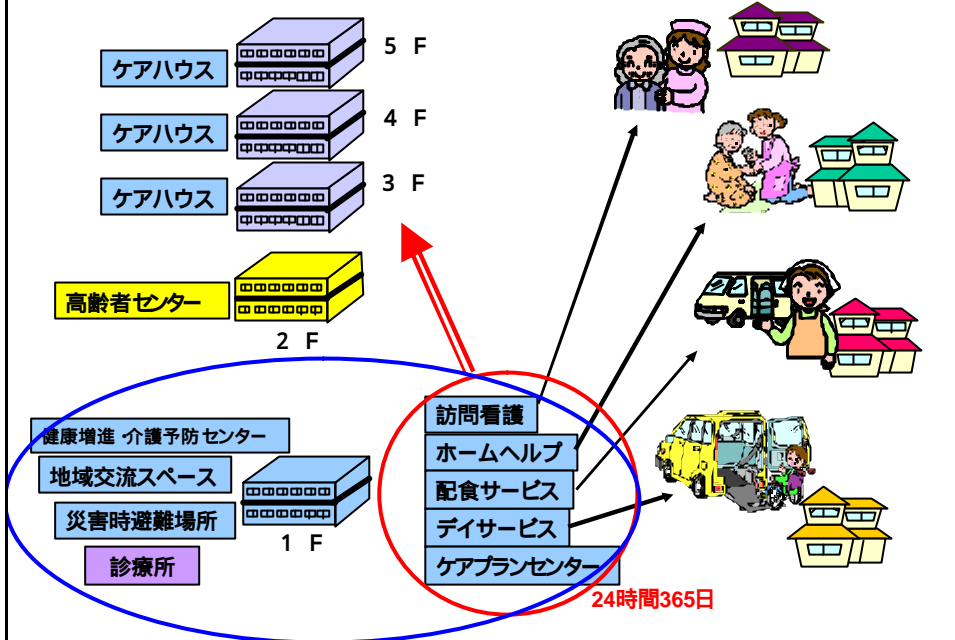 ケアハウス
5 F
ケアハウス
4 F
ケアハウス
3 F
高齢者センター
2 F
健康増進・介護予防センター
地域交流スペース
災害時避難場所
診療所
1 F
訪問看護
ホームヘルプ
配食サービス
デイサービス
ケアプランセンター
24時間365日